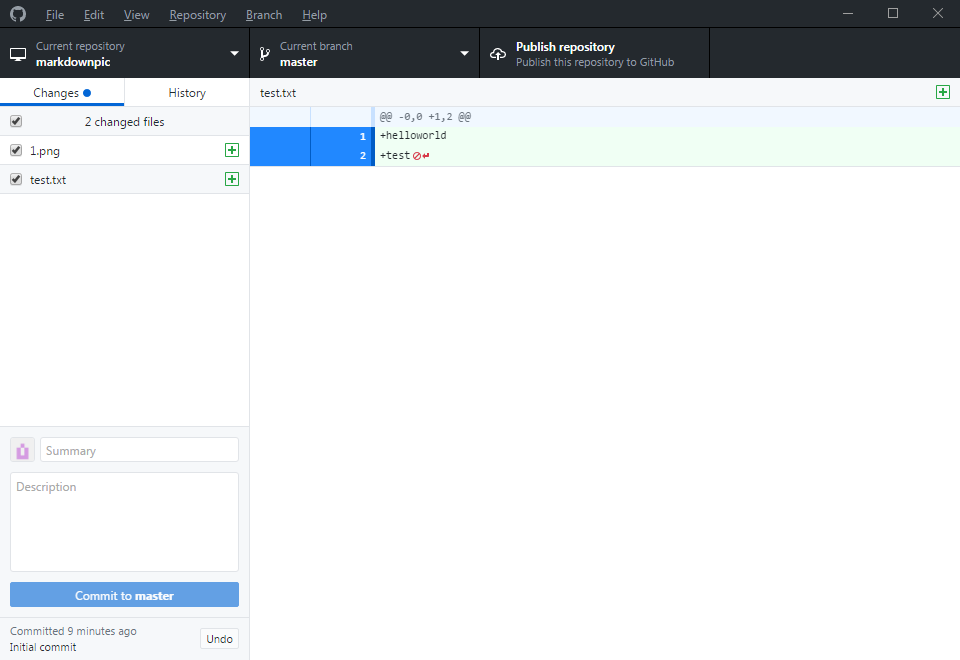 File Edit View Repository Branch Help
Current repository
markdownpic
Current branch
master
Publish repository
Publish this repository to GitHub
Changes
History
test.txt
2 changed files
1.png
test.txt
@@ -0,0 +1,2 @@
1 +helloworld
2 +test
Summary
Description
Commit to master
Committed 9 minutes ago
Initial commit
Undo